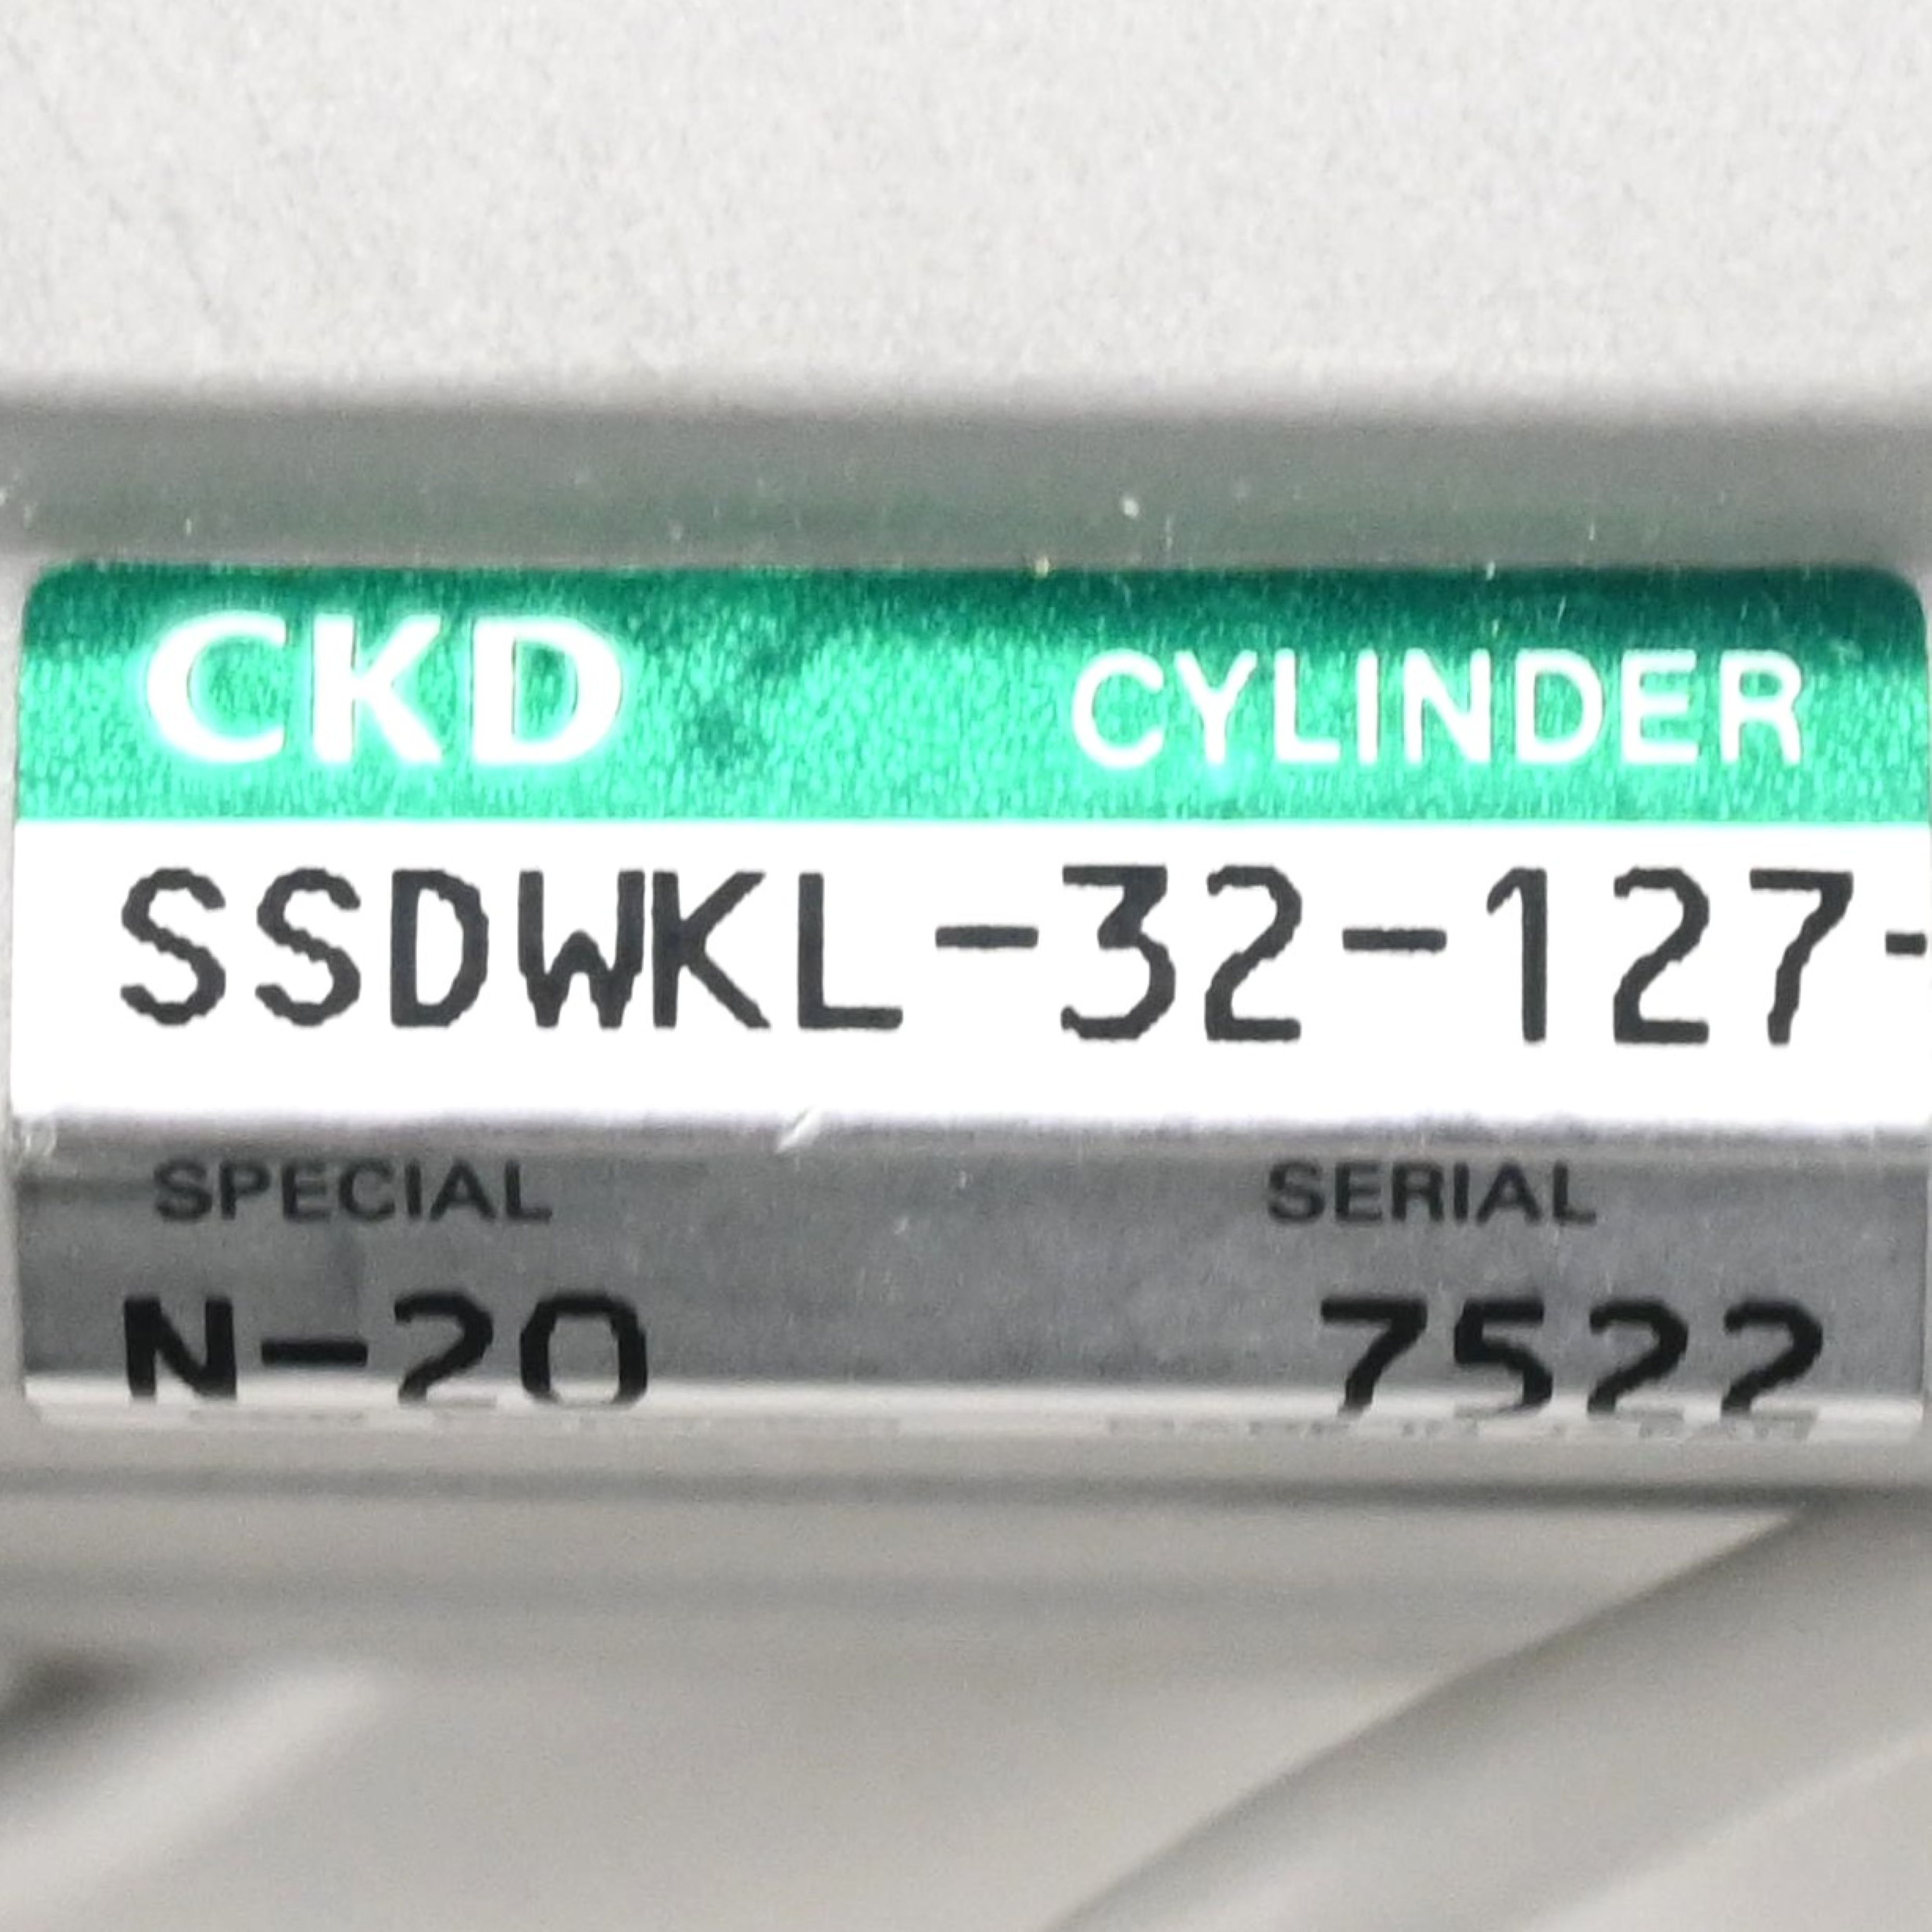 CKD CYLINDER
SSDWKL-32-127-
SPECIAL SERIAL
N-20 7522